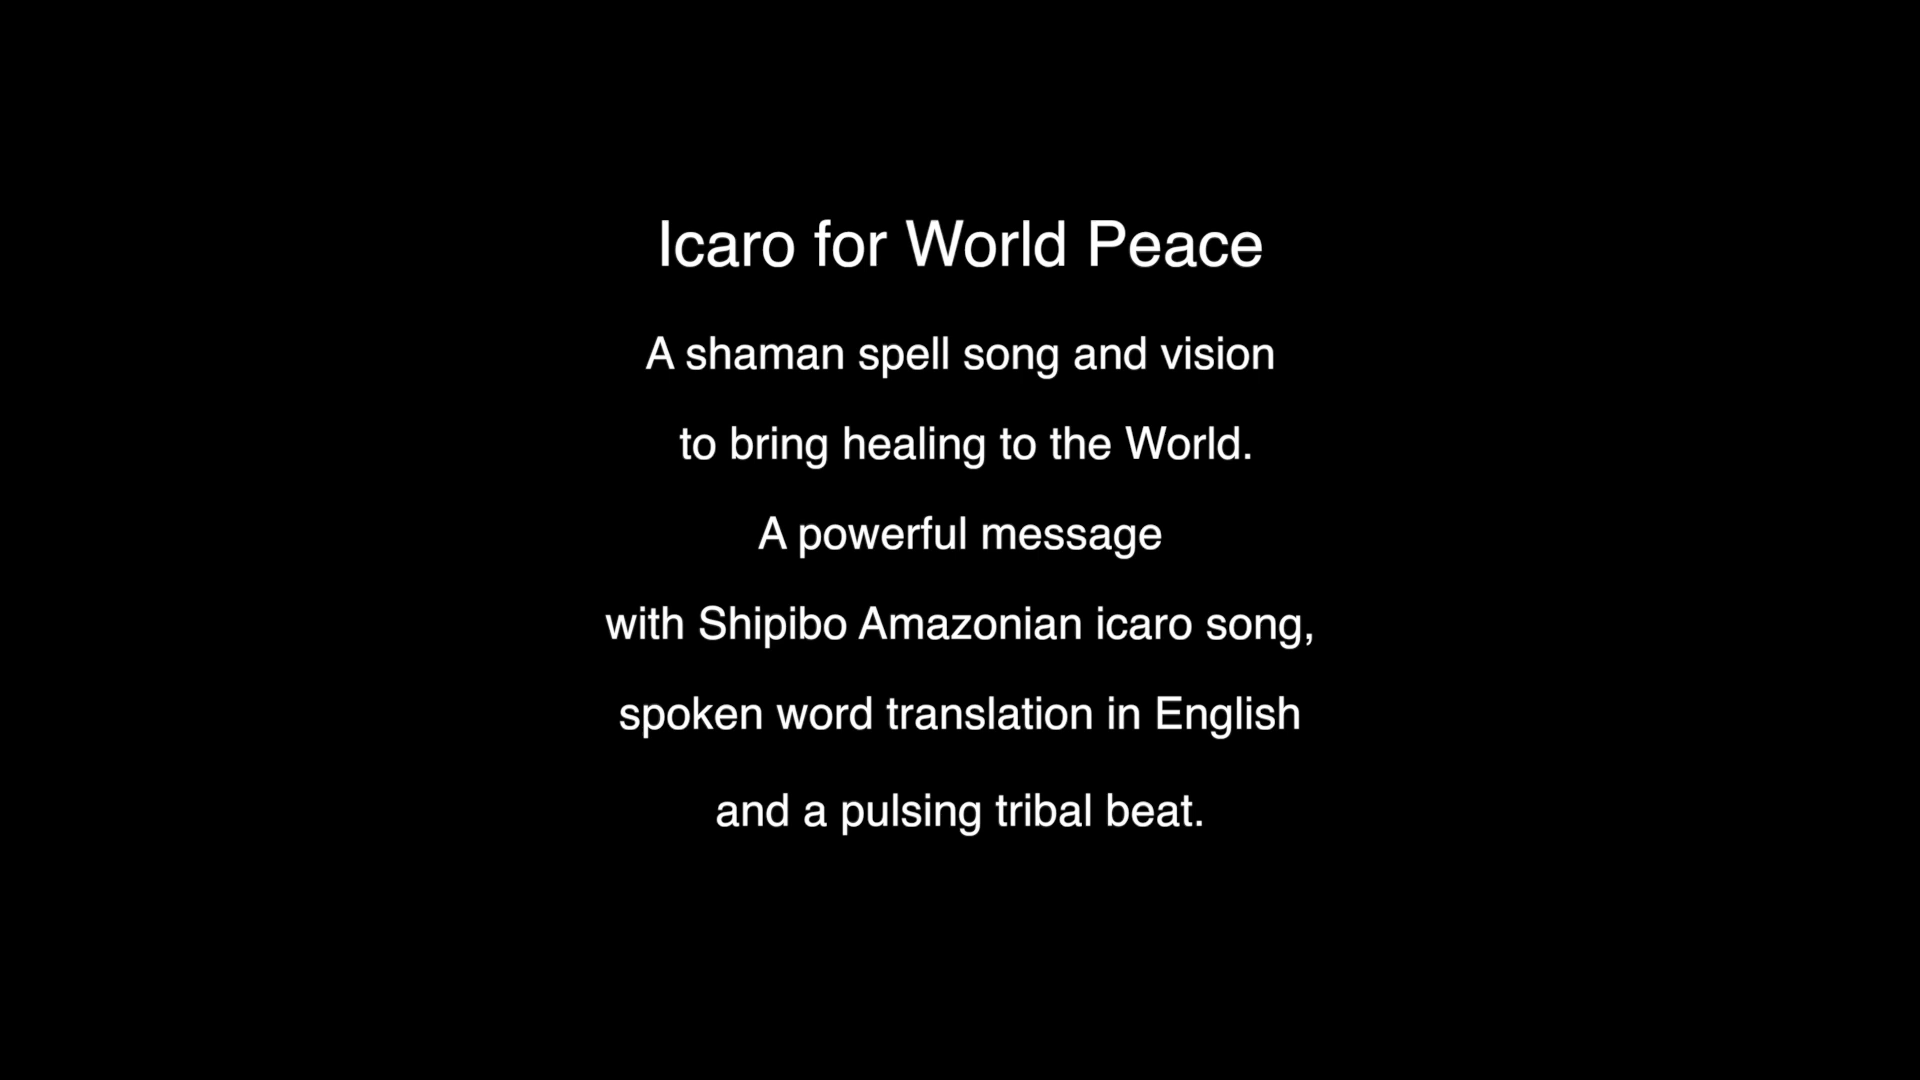 Icaro for World Peace
A shaman spell song and vision
to bring healing to the World.
A powerful message
with Shipibo Amazonian icaro song,
spoken word translation in English
and a pulsing tribal beat.